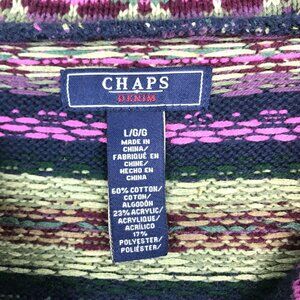 CHAPS
DENIM
L/G/G
MADE IN
CHINA/
FABRIQUÉ EN
CHINE/
HECHO EN
CHINA
60% COTTON/
COTON/
ALGODÓN
23% ACRYLIC/
ACRYLIQUE/
ACRÍLICO
17%
POLYESTER/
POLIÉSTER